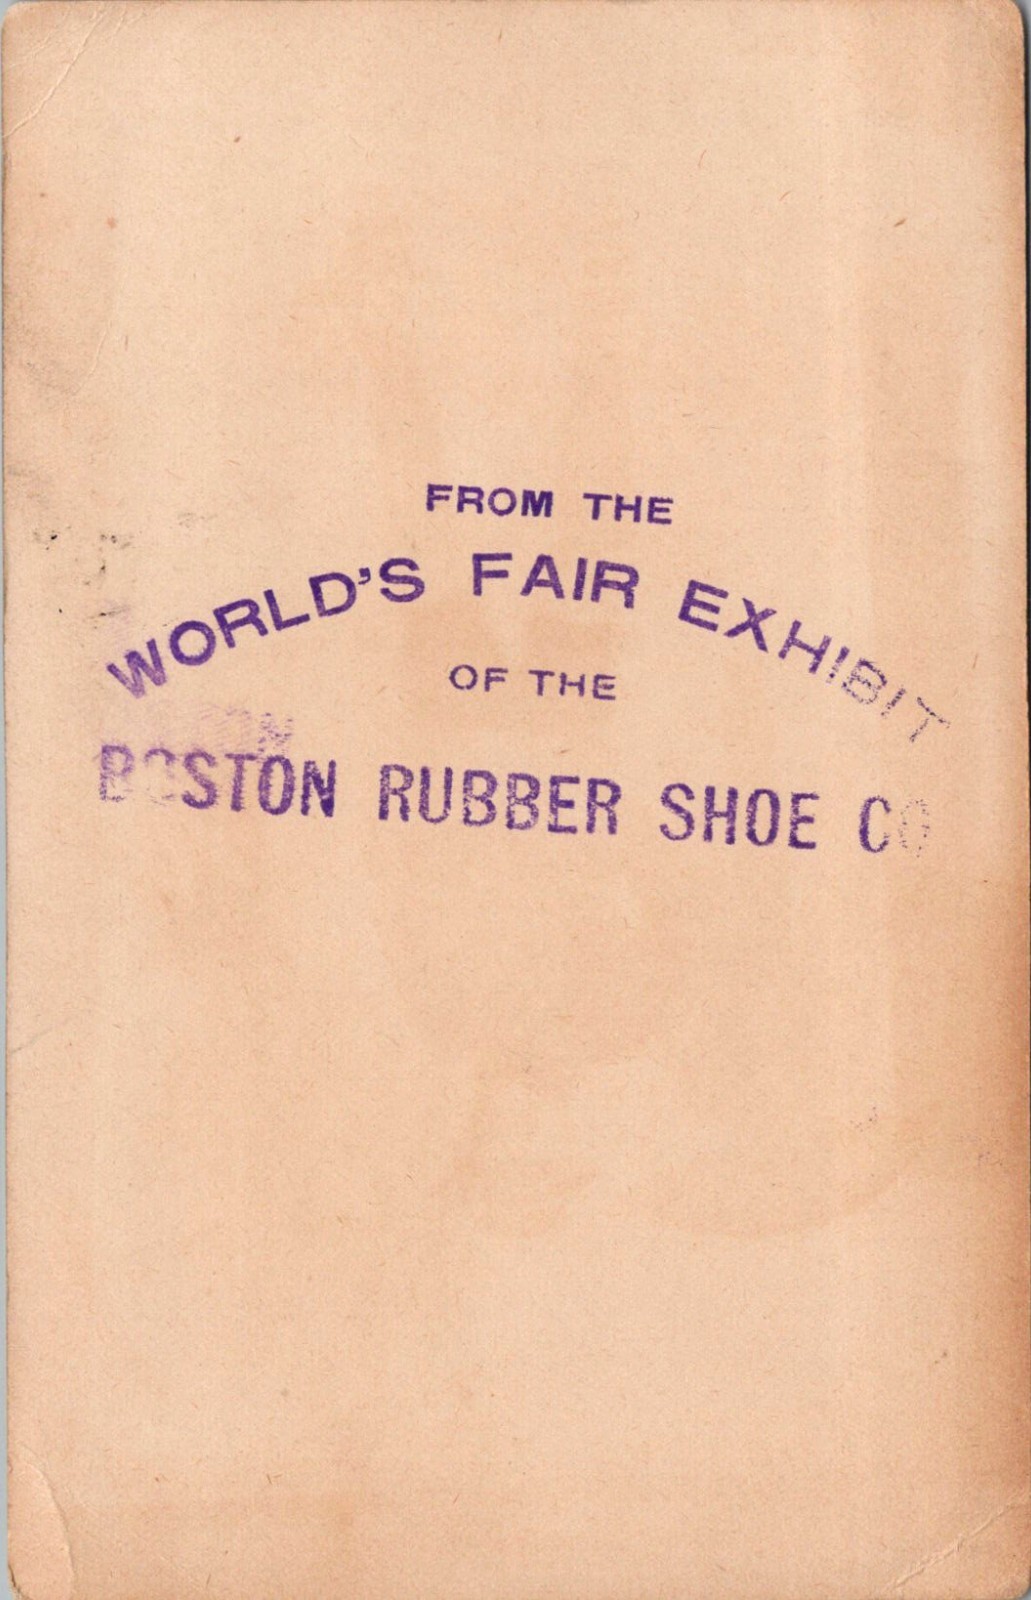 FROM THE
WORLD'S FAIR EXHIBIT
OF THE
BOSTON RUBBER SHOE CO